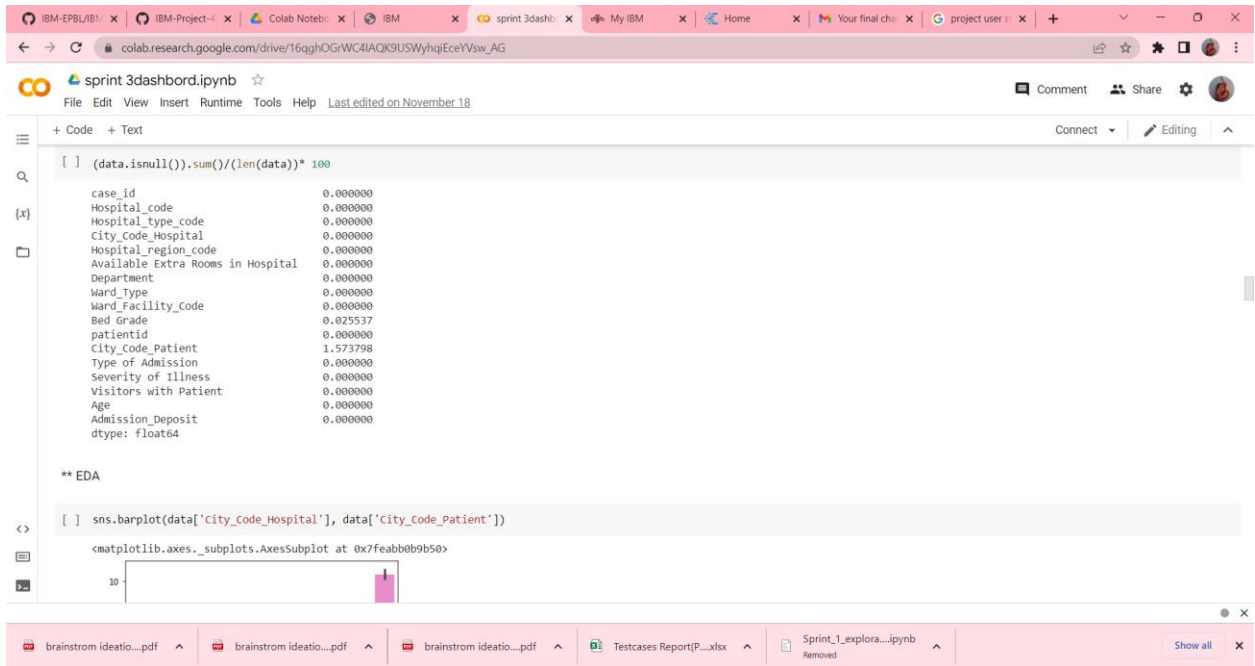 IBM-EPBL/IBM
IBM-Project-4
Colab Notebo
IBM
sprint 3dashb
My IBM
Home
Your final cha
project user s
colab.research.google.com/drive/16qghOGrWC4IAQK9USWyhqiEceYVsw_AG
CO sprint 3dashbord.ipynb
Comment Share
File Edit View Insert Runtime Tools Help Last edited on November 18
+ Code + Text Connect Editing
[ ] (data.isnull()).sum()/(len(data))* 100
case_id 0.000000
Hospital_code 0.000000
Hospital_type_code 0.000000
City_Code_Hospital 0.000000
Hospital_region_code 0.000000
Available Extra Rooms in Hospital 0.000000
Department 0.000000
Ward_Type 0.000000
Ward_Facility_Code 0.000000
Bed Grade 0.025537
patientid 0.000000
City_Code_Patient 1.573798
Type of Admission 0.000000
Severity of Illness 0.000000
Visitors with Patient 0.000000
Age 0.000000
Admission_Deposit 0.000000
dtype: float64
** EDA
[ ] sns.barplot(data['City_Code_Hospital'], data['City_Code_Patient'])
<matplotlib.axes._subplots.AxesSubplot at 0x7feabb0b9b50>
10
brainstrom ideatio....pdf
brainstrom ideatio....pdf
brainstrom ideatio....pdf
Testcases Report(P....xlsx
Sprint_1_explora....ipynb
Removed
Show all